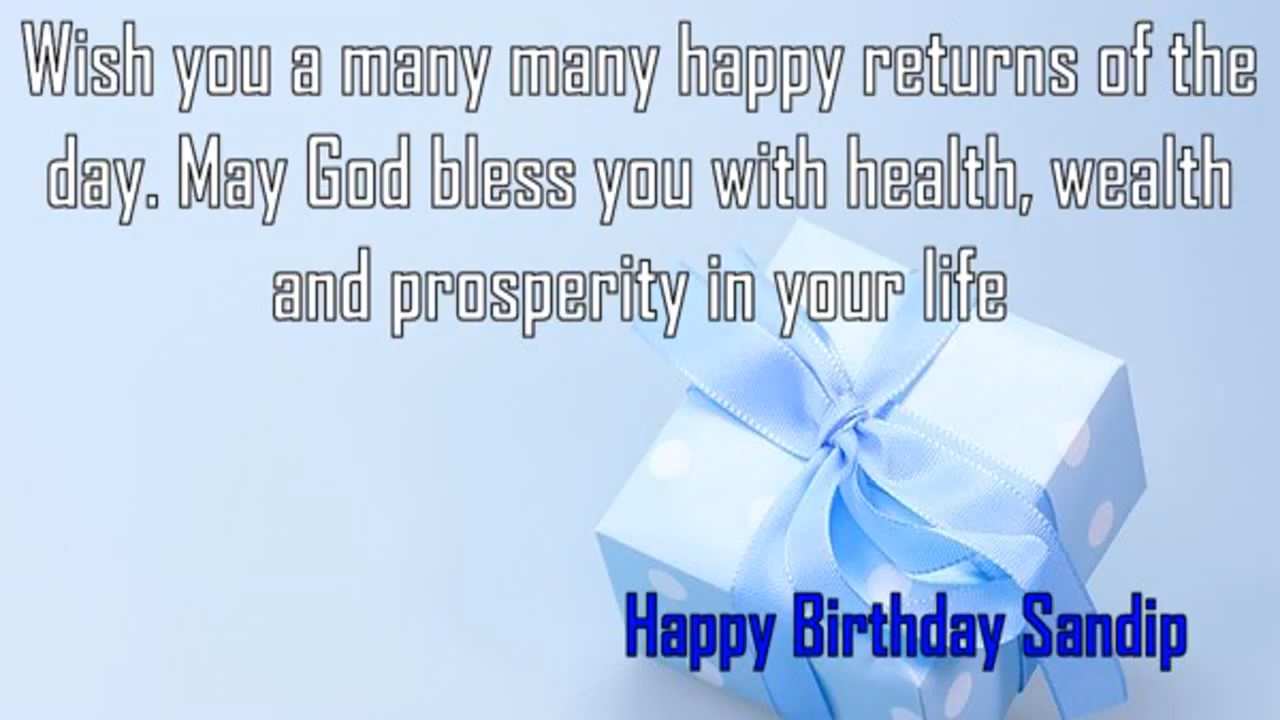 Wish you a many many happy returns of the
day. May God bless you with health, wealth
and prosperity in your life
Happy Birthday Sandip